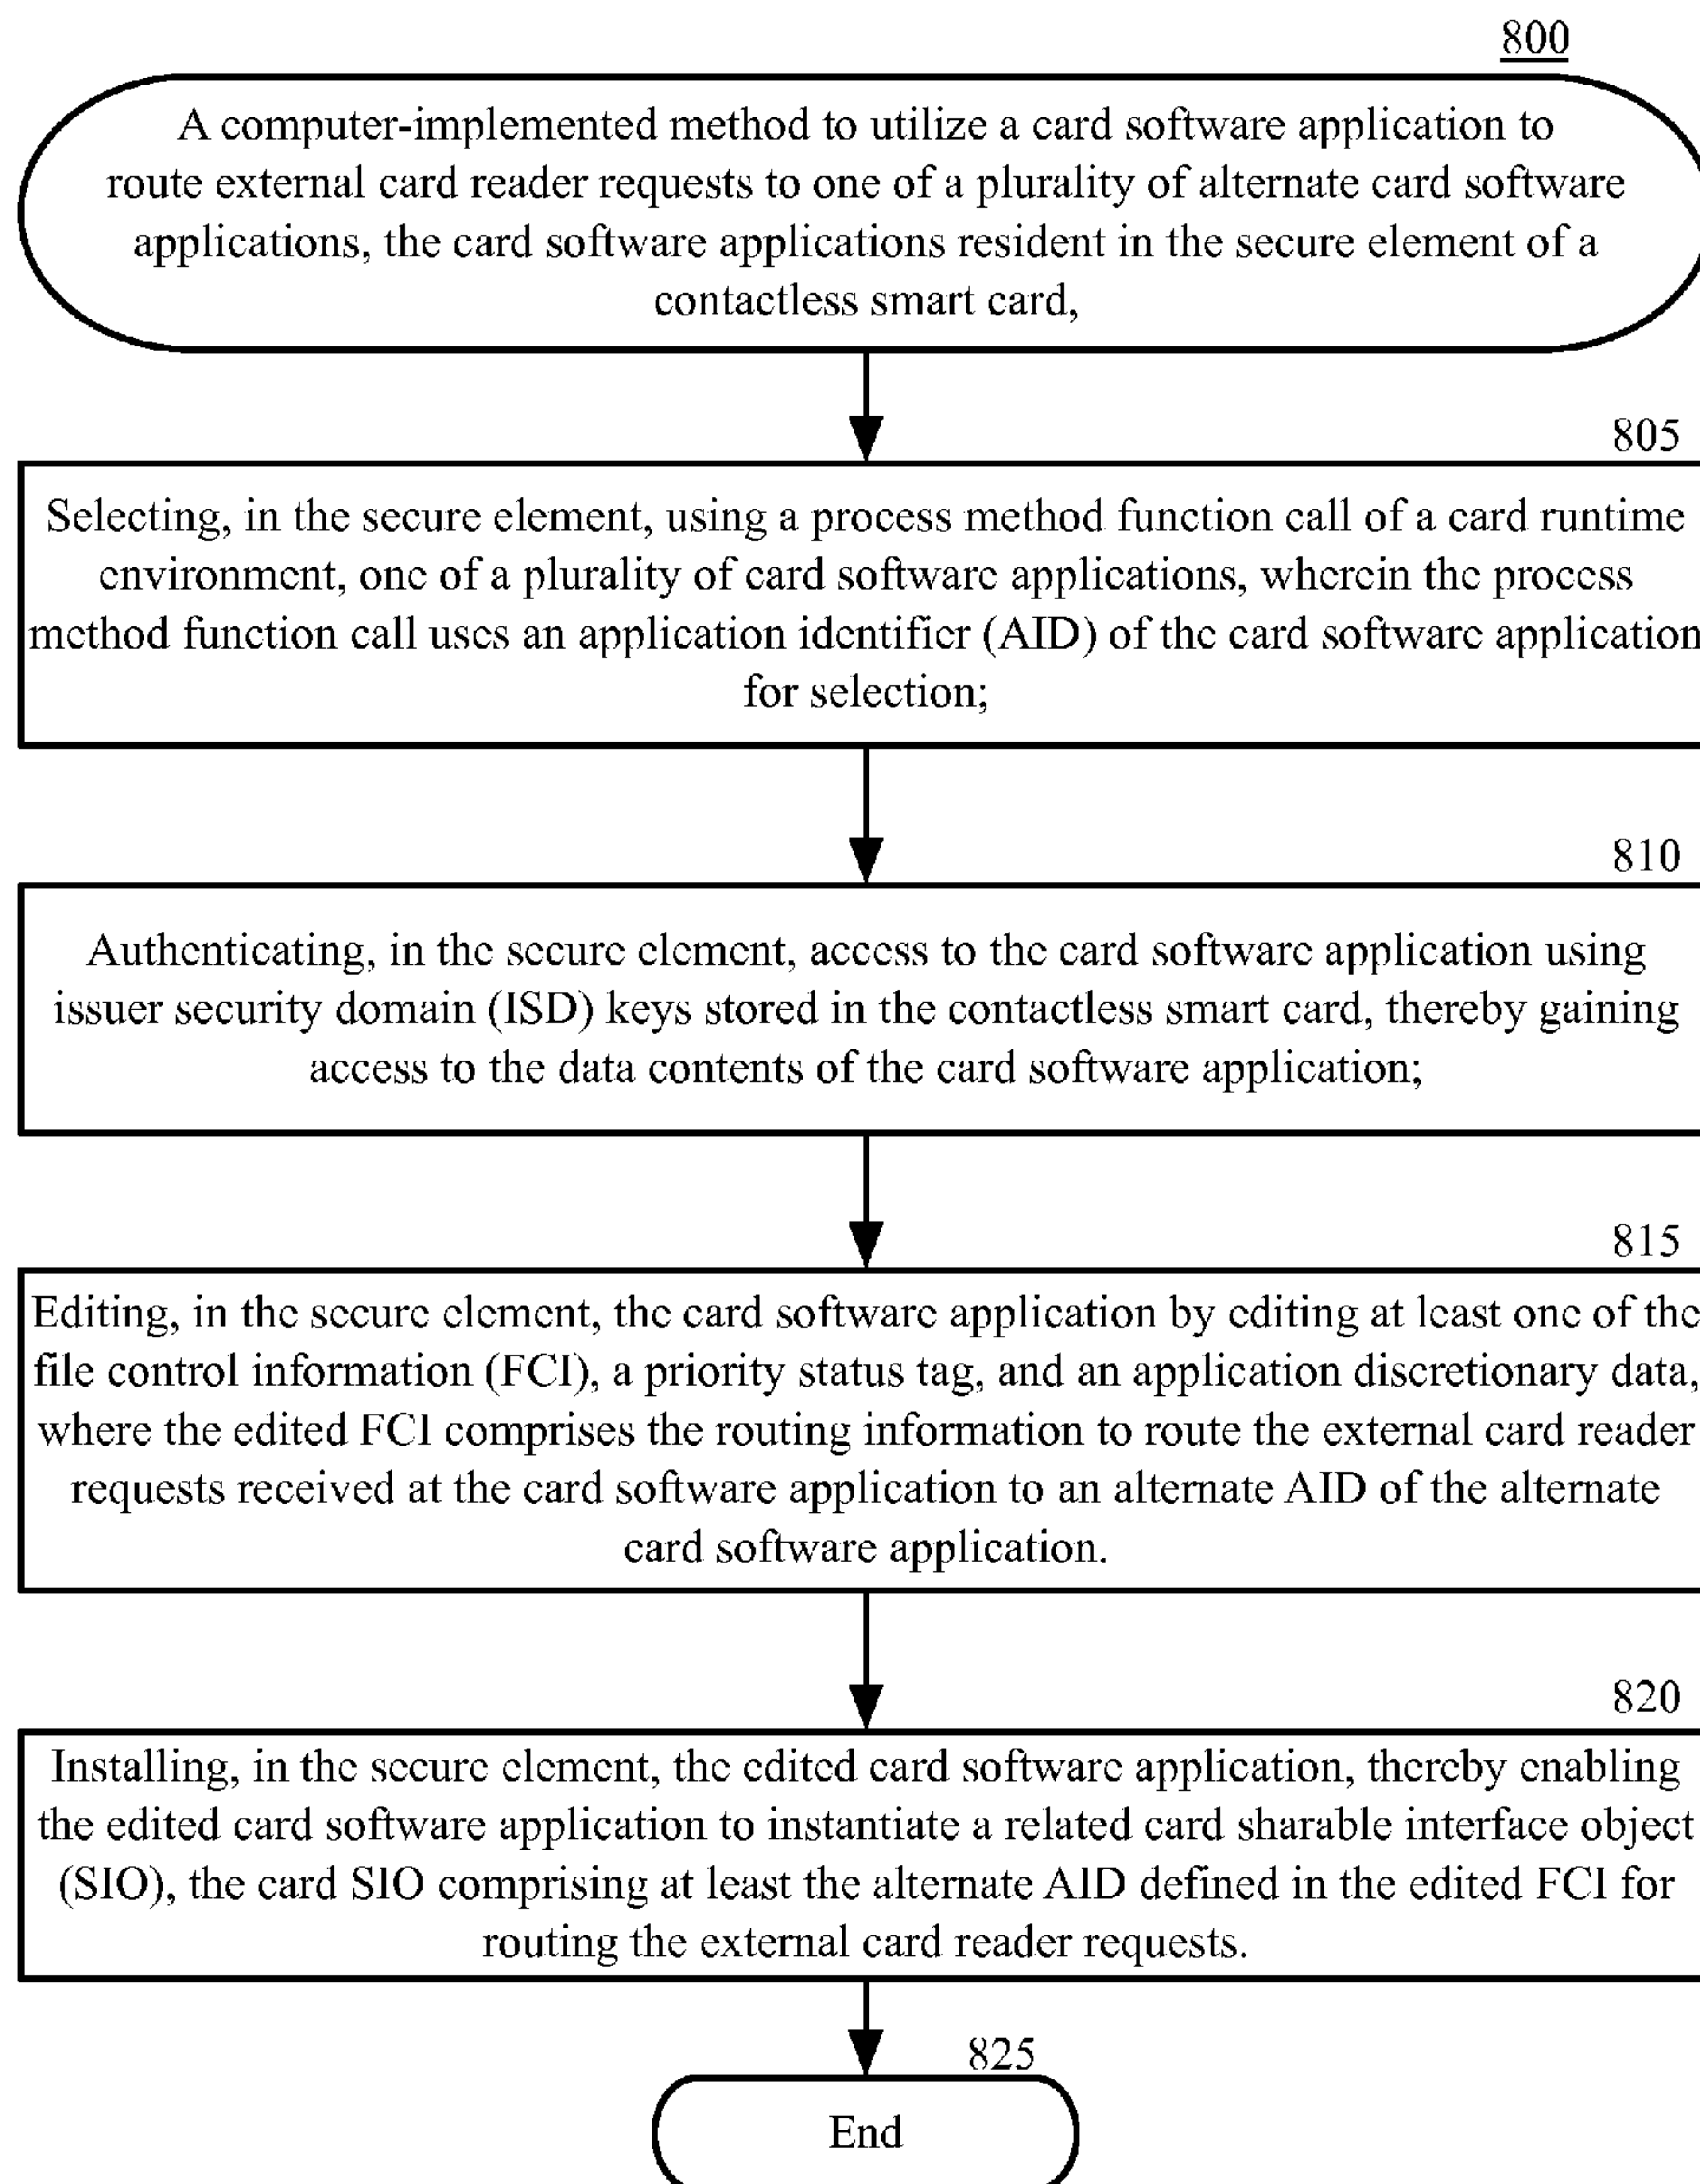 800
A computer-implemented method to utilize a card software application to
route external card reader requests to one of a plurality of alternate card software
applications, the card software applications resident in the secure element of a
contactless smart card,
805
Selecting, in the secure element, using a process method function call of a card runtime
environment, one of a plurality of card software applications, wherein the process
method function call uses an application identifier (AID) of the card software application
for selection;
810
Authenticating, in the secure element, access to the card software application using
issuer security domain (ISD) keys stored in the contactless smart card, thereby gaining
access to the data contents of the card software application;
815
Editing, in the secure element, the card software application by editing at least one of the
file control information (FCI), a priority status tag, and an application discretionary data,
where the edited FCI comprises the routing information to route the external card reader
requests received at the card software application to an alternate AID of the alternate
card software application.
820
Installing, in the secure element, the edited card software application, thereby enabling
the edited card software application to instantiate a related card sharable interface object
(SIO), the card SIO comprising at least the alternate AID defined in the edited FCI for
routing the external card reader requests.
825
End